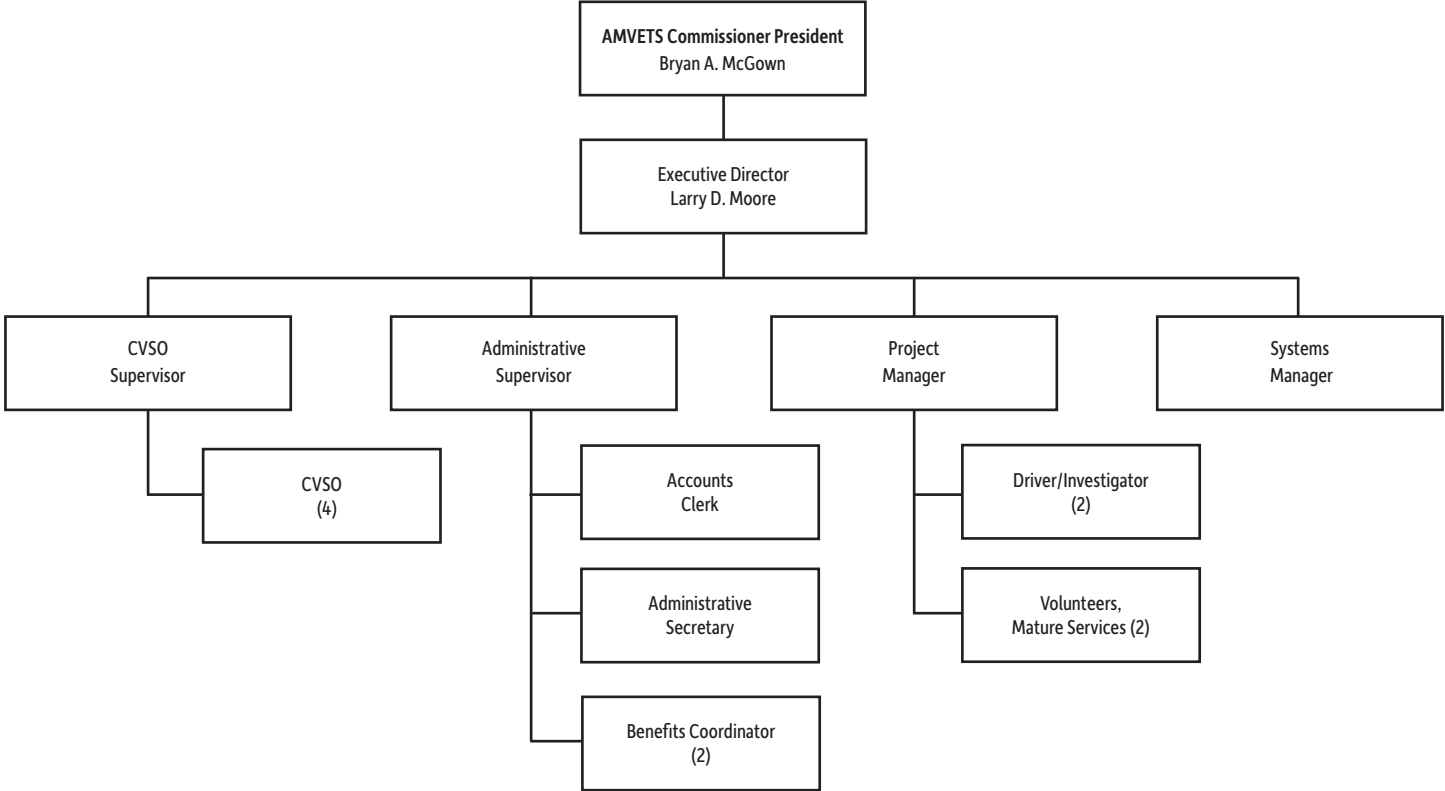 AMVETS Commissioner President
Bryan A. McGown
Executive Director
Larry D. Moore
CVSO
Supervisor
Administrative
Supervisor
Project
Manager
Systems
Manager
CVSO
(4)
Accounts
Clerk
Driver/Investigator
(2)
Administrative
Secretary
Volunteers,
Mature Services (2)
Benefits Coordinator
(2)